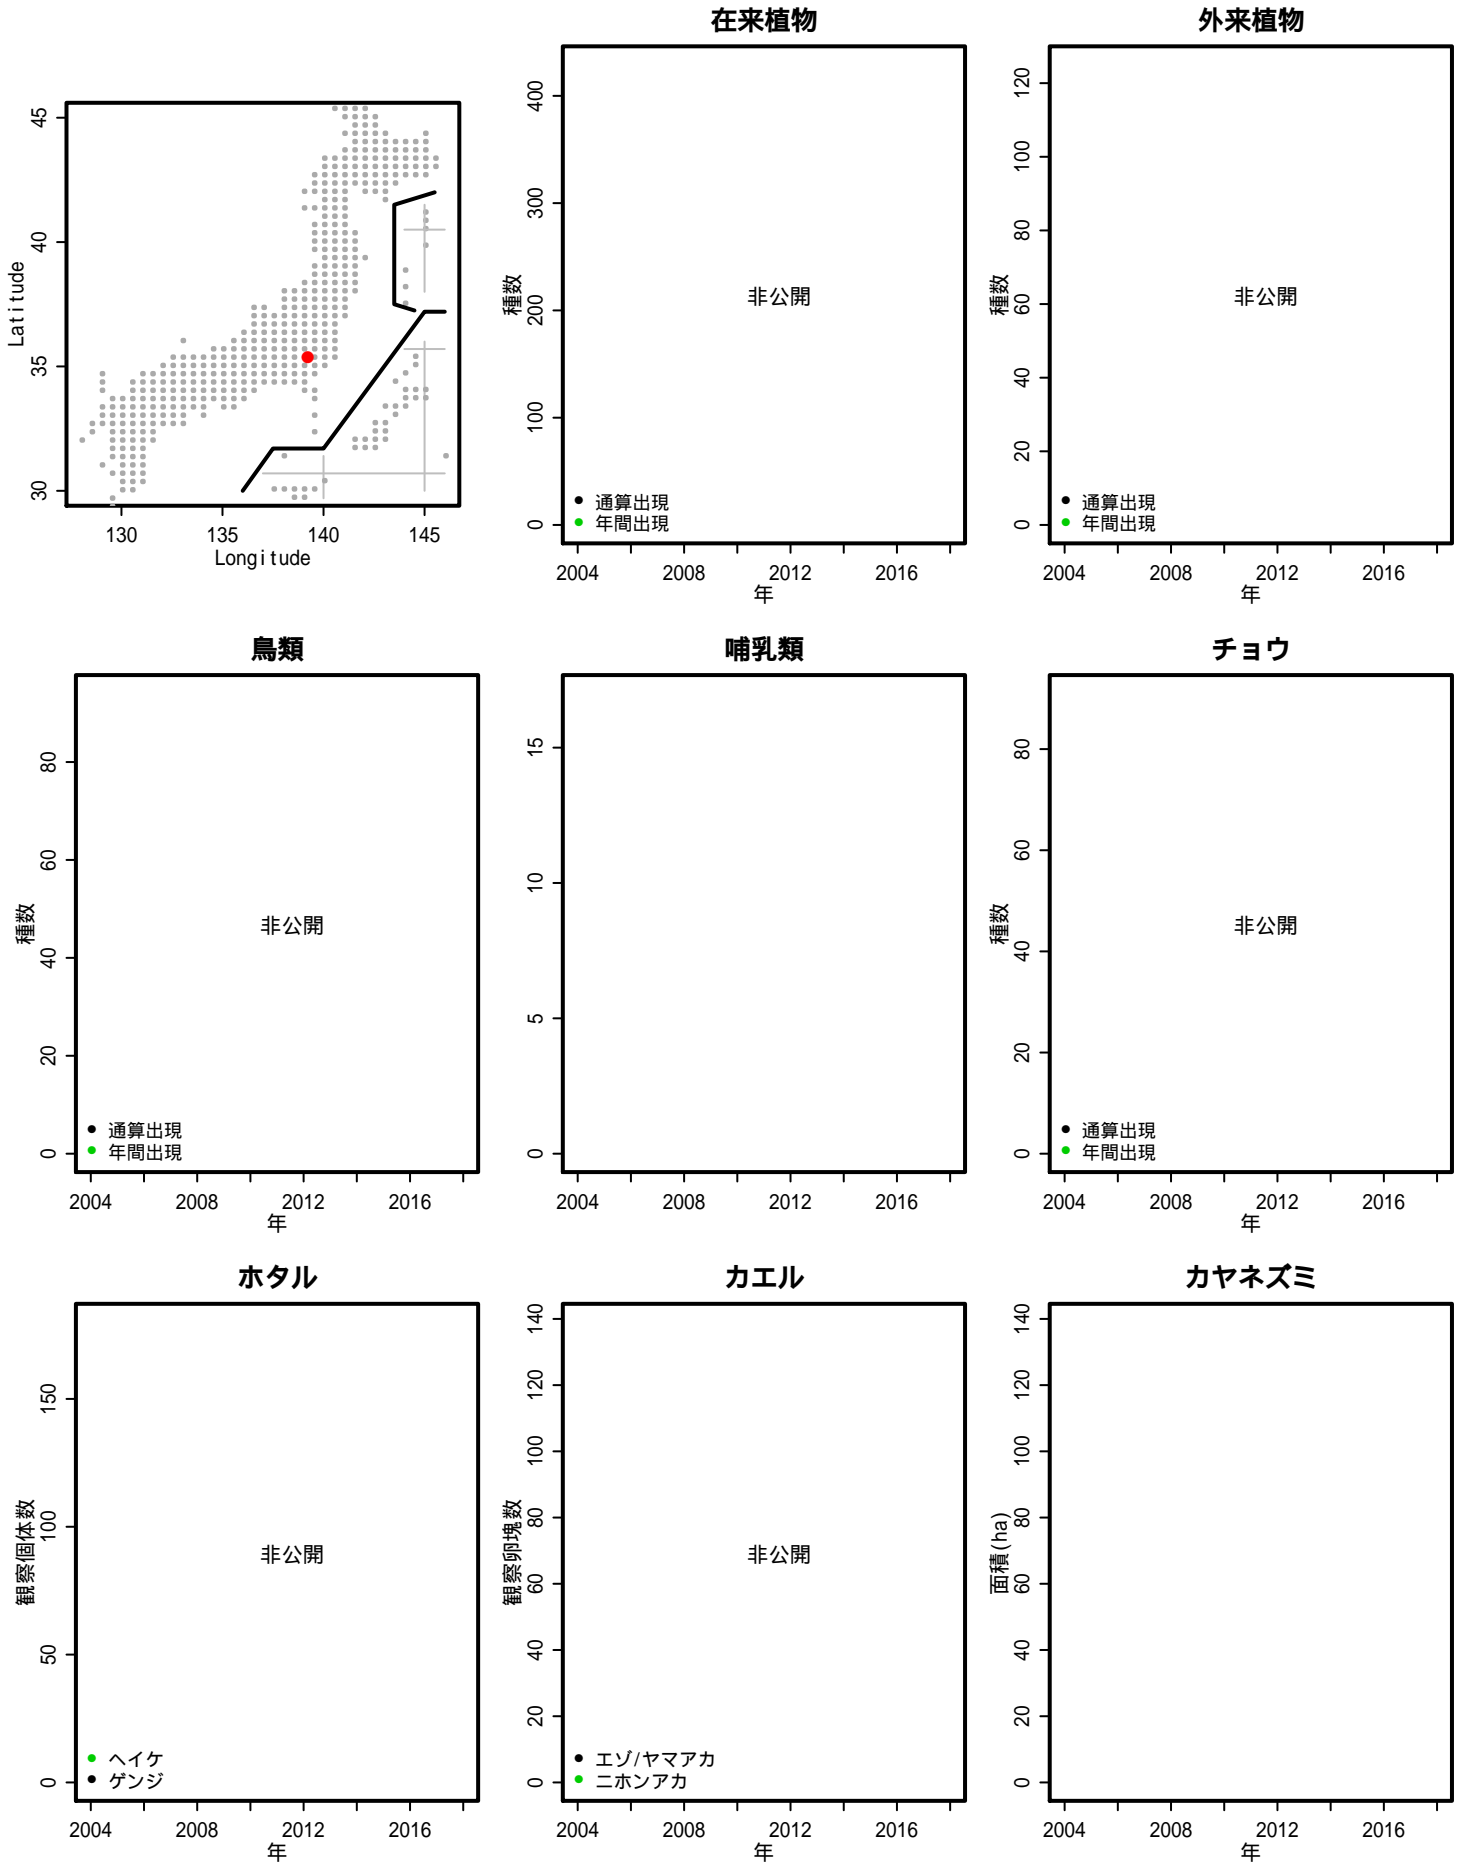 45
40
35
30
Latitude
130
135
140
145
Longitude
在来植物
400
300
200
100
0
種数
非公開
通算出現
年間出現
2004
2008
2012
2016
年
外来植物
120
100
80
60
40
20
0
種数
非公開
通算出現
年間出現
2004
2008
2012
2016
年
鳥類
80
60
40
20
0
種数
非公開
通算出現
年間出現
2004
2008
2012
2016
年
哺乳類
15
10
5
0
2004
2008
2012
2016
年
チョウ
80
60
40
20
0
種数
非公開
通算出現
年間出現
2004
2008
2012
2016
年
ホタル
150
100
50
0
観察個体数
非公開
ヘイケ
ゲンジ
2004
2008
2012
2016
年
カエル
140
120
100
80
60
40
20
0
観察卵塊数
非公開
エゾ/ヤマアカ
ニホンアカ
2004
2008
2012
2016
年
カヤネズミ
140
120
100
80
60
40
20
0
面積(ha)
2004
2008
2012
2016
年